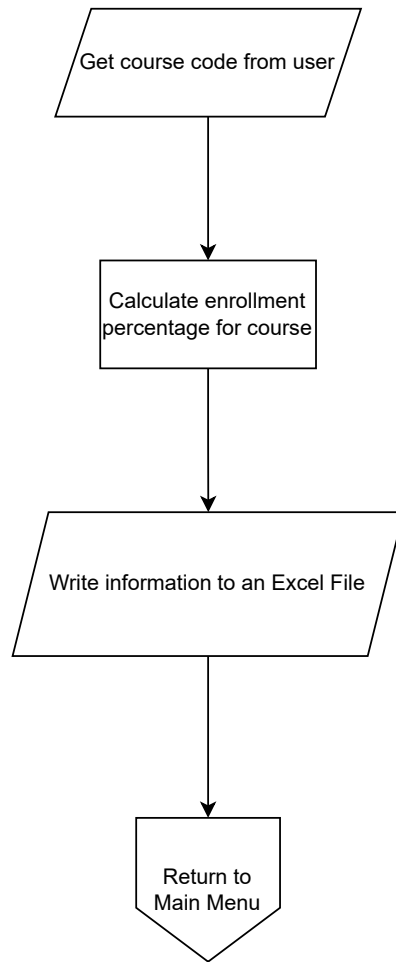 Get course code from user
Calculate enrollment
percentage for course
Write information to an Excel File
Return to
Main Menu